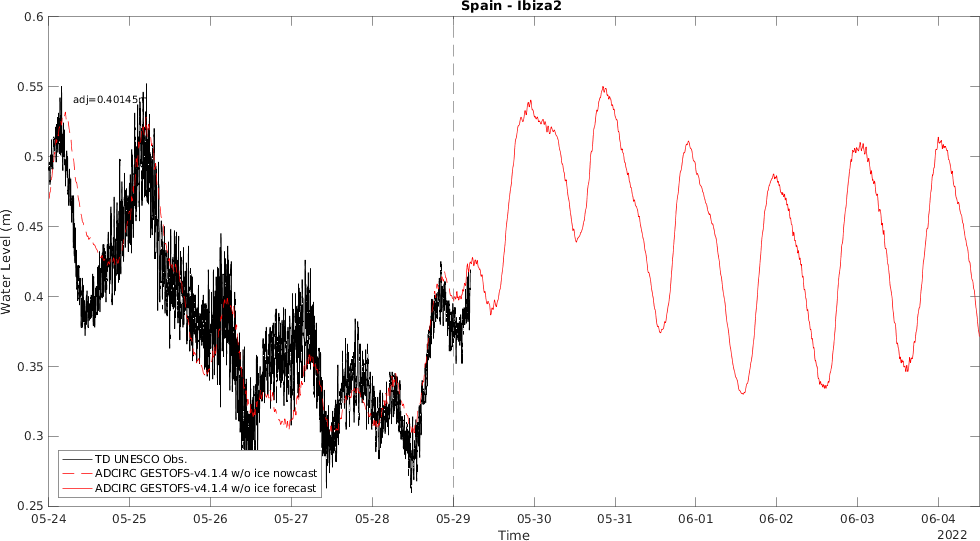 Spain - Ibiza2
0.6
0.55
0.5
0.45
0.4
0.35
0.3
0.25
Water Level (m)
adj=0.40145
TD UNESCO Obs.
ADCIRC GESTOFS-v4.1.4 w/o ice nowcast
ADCIRC GESTOFS-v4.1.4 w/o ice forecast
05-24 05-25 05-26 05-27 05-28 05-29 05-30 05-31 06-01 06-02 06-03 06-04
Time
2022